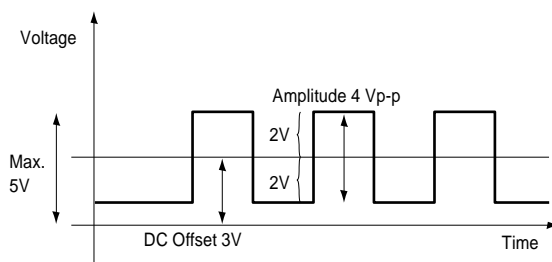 Voltage
Amplitude 4 Vp-p
2V
Max.
5V
2V
DC Offset 3V
Time